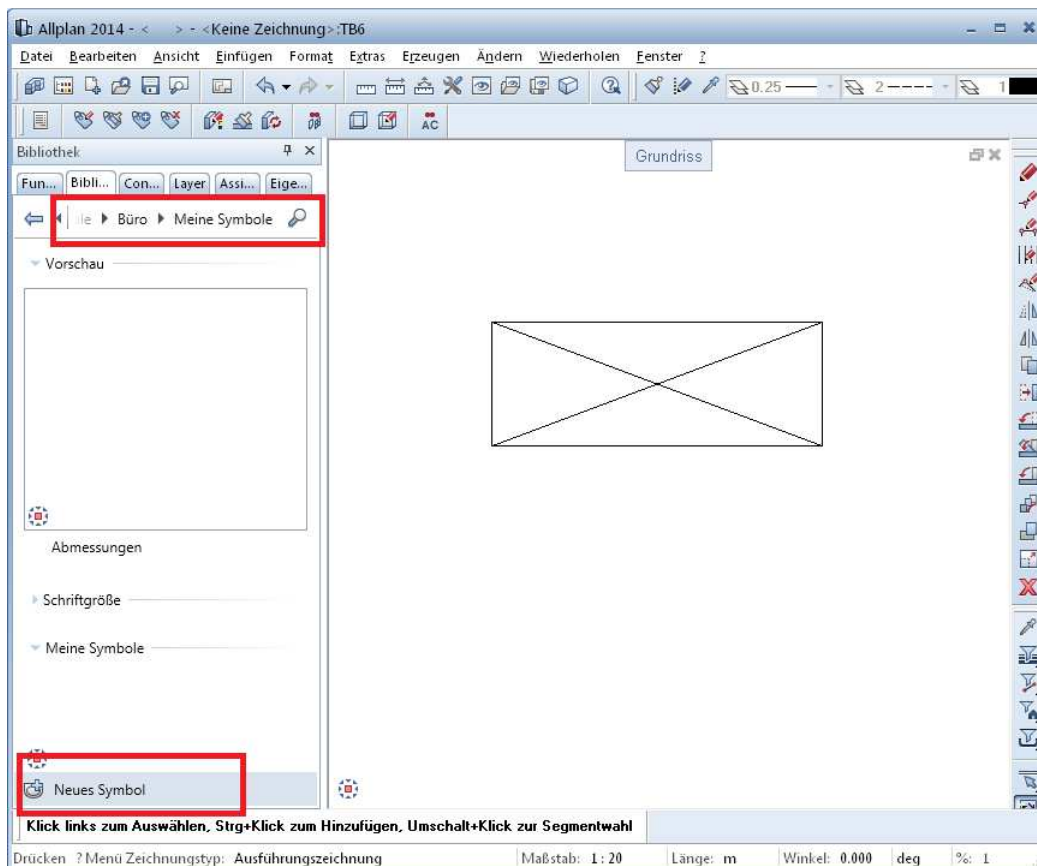 Allplan 2014 - < > - <Keine Zeichnung>:TB6
Datei Bearbeiten Ansicht Einfügen Format Extras Erzeugen Ändern Wiederholen Fenster ?
0.25 2 1
AC
Bibliothek
Fun... Bibli... Con... Layer Assi... Eige...
Büro Meine Symbole
Vorschau
Abmessungen
Schriftgröße
Meine Symbole
Neues Symbol
Grundriss
Klick links zum Auswählen, Strg+Klick zum Hinzufügen, Umschalt+Klick zur Segmentwahl
Drücken ? Menü Zeichnungstyp: Ausführungszeichnung Maßstab: 1:20 Länge: m Winkel: 0.000 deg %: 1